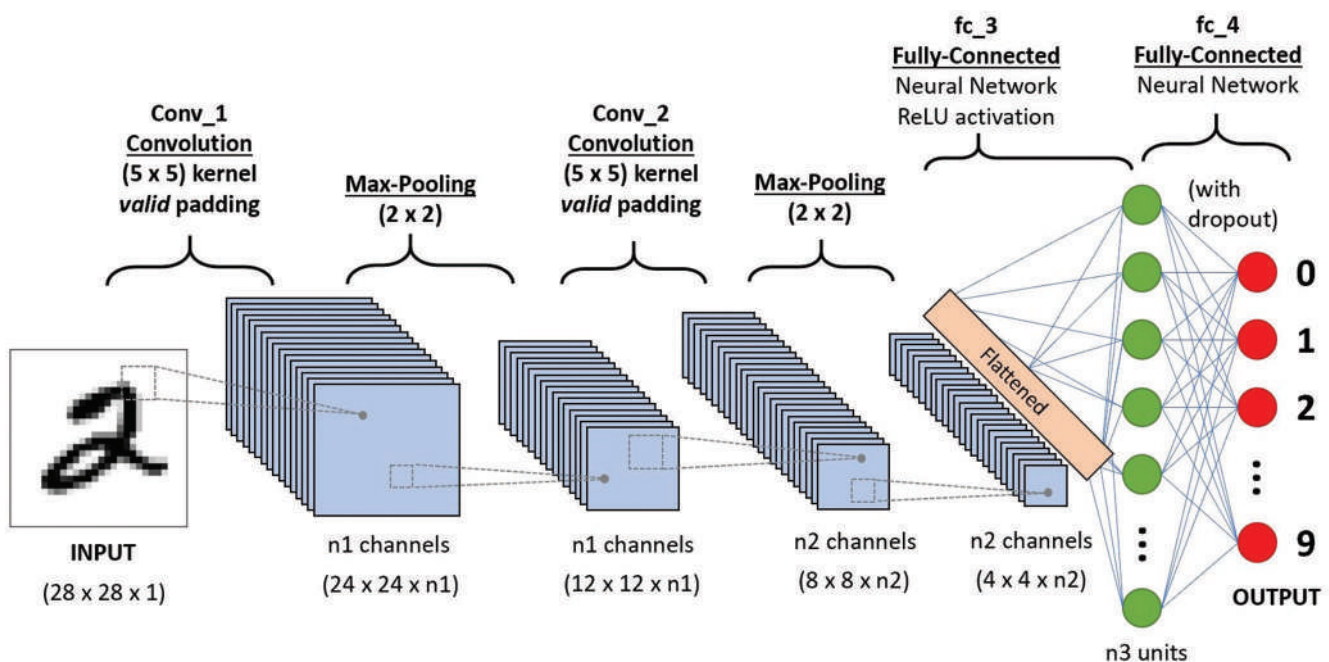 fc_3
Fully-Connected
Neural Network
ReLU activation
fc_4
Fully-Connected
Neural Network
Conv_1
Convolution
(5 x 5) kernel
valid padding
Max-Pooling
(2 x 2)
Conv_2
Convolution
(5 x 5) kernel
valid padding
Max-Pooling
(2 x 2)
(with
dropout)
Flattened
0
1
2
9
INPUT
(28 x 28 x 1)
n1 channels
(24 x 24 x n1)
n1 channels
(12 x 12 x n1)
n2 channels
(8 x 8 x n2)
n2 channels
(4 x 4 x n2)
OUTPUT
n3 units
2